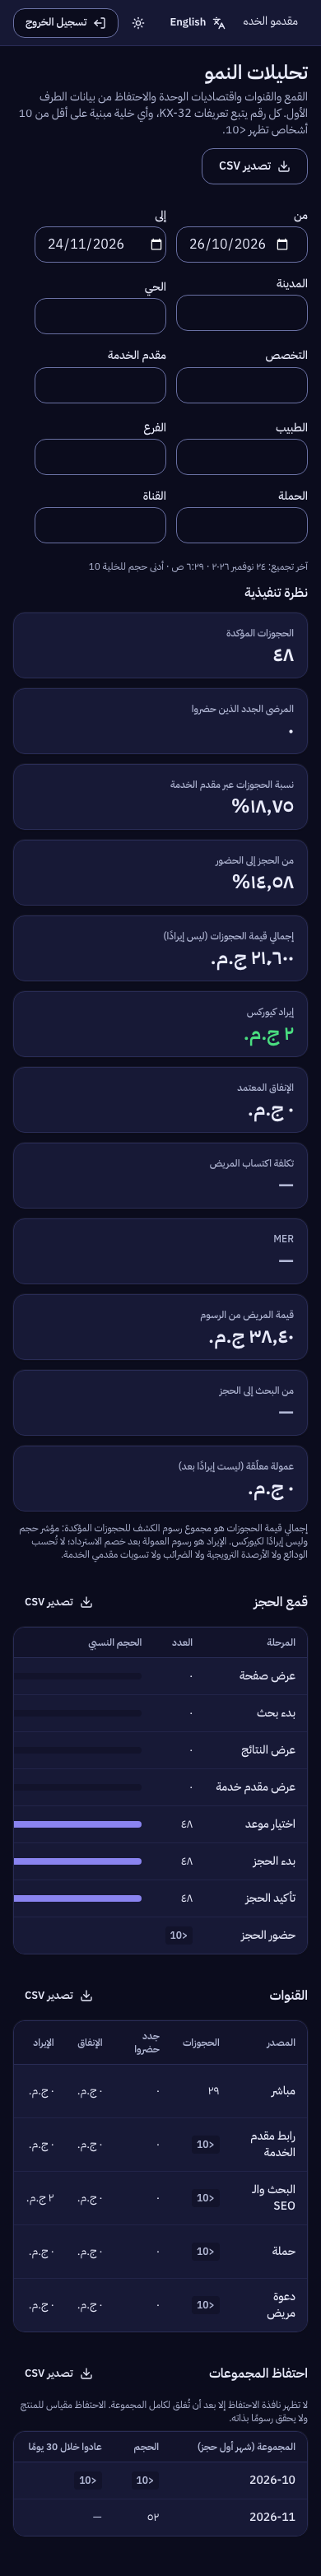 مقدمو الخده
English
تسجيل الخروج
تحليلات النمو
القمع والقنوات واقتصاديات الوحدة والاحتفاظ من بيانات الطرف
الأول. كل رقم يتبع تعريفات KX-32، وأي خلية مبنية على أقل من 10
أشخاص تظهر <10.
تصدير CSV
من
إلى
26/10/2026
24/11/2026
المدينة
الحي
التخصص
مقدم الخدمة
الطبيب
الفرع
الحملة
القناة
آخر تجميع: ٢٤ نوفمبر ٢٠٢٦ · ٦:٢٩ ص · أدنى حجم للخلية 10
نظرة تنفيذية
الحجوزات المؤكدة
٤٨
المرضى الجدد الذين حضروا
٠
نسبة الحجوزات عبر مقدم الخدمة
١٨٫٧٥%
من الحجز إلى الحضور
١٤٫٥٨%
إجمالي قيمة الحجوزات (ليس إيرادًا)
٢١٬٦٠٠ ج.م.
إيراد كيوركس
٢ ج.م.
الإنفاق المعتمد
٠ ج.م.
تكلفة اكتساب المريض
—
MER
—
قيمة المريض من الرسوم
٣٨٫٤٠ ج.م.
من البحث إلى الحجز
—
عمولة معلّقة (ليست إيرادًا بعد)
٠ ج.م.
إجمالي قيمة الحجوزات هو مجموع رسوم الكشف للحجوزات المؤكدة: مؤشر حجم
وليس إيرادًا لكيوركس. الإيراد هو رسوم العمولة بعد خصم الاسترداد؛ لا تُحسب
الودائع ولا الأرصدة الترويجية ولا الضرائب ولا تسويات مقدمي الخدمة.
قمع الحجز
تصدير CSV
المرحلة العدد الحجم النسبي
عرض صفحة ٠
بدء بحث ٠
عرض النتائج ٠
عرض مقدم خدمة ٠
اختيار موعد ٤٨
بدء الحجز ٤٨
تأكيد الحجز ٤٨
حضور الحجز <10
القنوات
تصدير CSV
المصدر الحجوزات جدد حضروا الإنفاق الإيراد
مباشر ٢٩ ٠ ٠ ج.م. ٠ ج.م.
رابط مقدم
الخدمة <10 ٠ ٠ ج.م. ٠ ج.م.
البحث والـ
SEO <10 ٠ ٠ ج.م. ٢ ج.م.
حملة <10 ٠ ٠ ج.م. ٠ ج.م.
دعوة
مريض <10 ٠ ٠ ج.م. ٠ ج.م.
احتفاظ المجموعات
تصدير CSV
لا تظهر نافذة الاحتفاظ إلا بعد أن تُغلق لكامل المجموعة. الاحتفاظ مقياس للمنتج
ولا يحقق رسومًا بذاته.
المجموعة (شهر أول حجز) الحجم عادوا خلال 30 يومًا
2026-10 <10 <10
2026-11 ٥٢ —